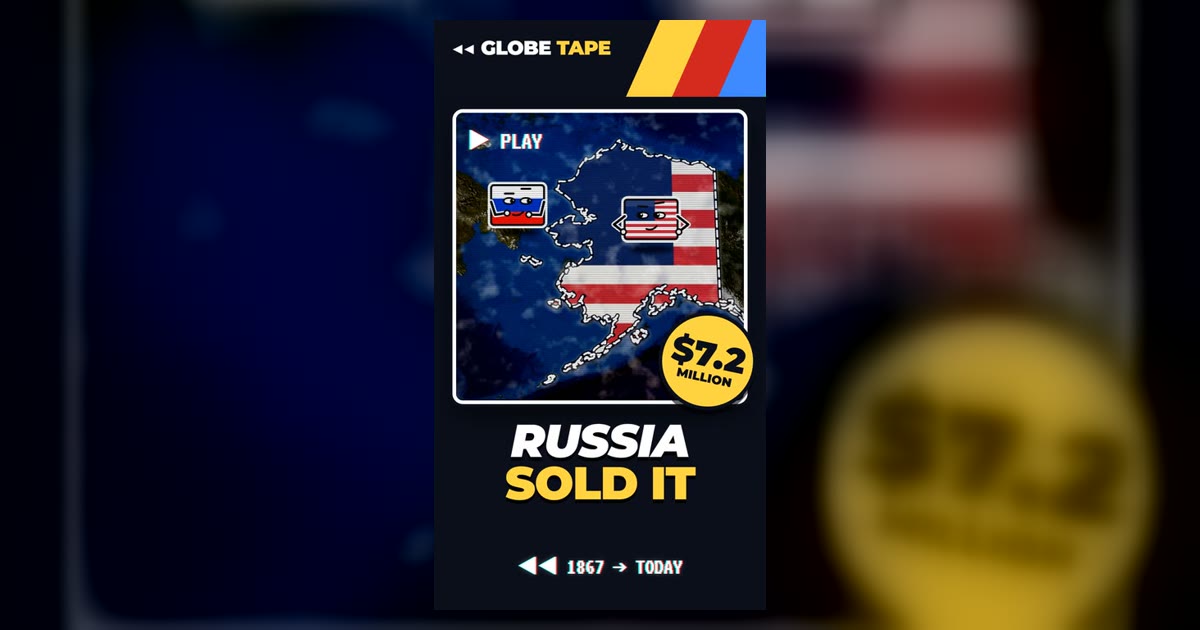 ◀◀ GLOBE TAPE
▶ PLAY
$7.2
MILLION
RUSSIA
SOLD IT
◀◀ 1867 → TODAY